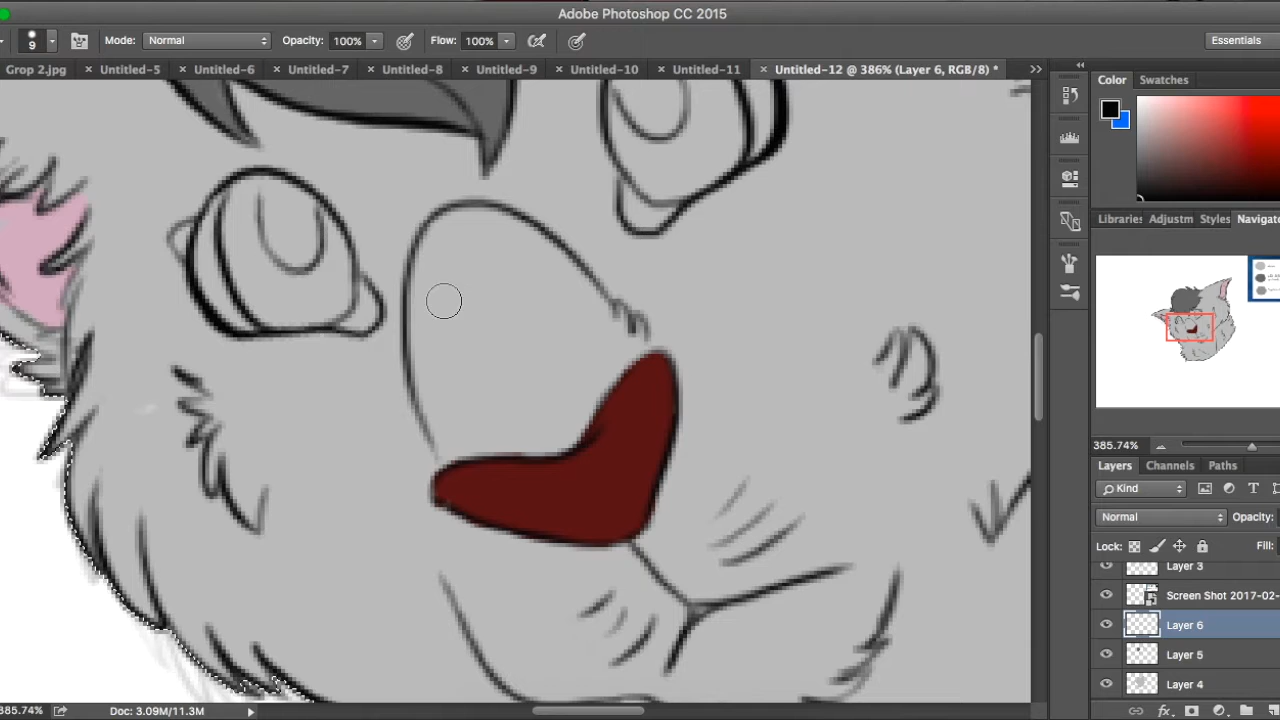 Adobe Photoshop CC 2015
9 Mode: Normal Opacity: 100% Flow: 100% Essentials
Grop 2.jpg × Untitled-5 × Untitled-6 × Untitled-7 × Untitled-8 × Untitled-9 × Untitled-10 × Untitled-11 × Untitled-12 @ 386% (Layer 6, RGB/8) * »
Color Swatches
Librarie Adjustm Styles Navigato
385.74%
Layers Channels Paths
Kind
Normal Opacity:
Lock: Fill:
Layer 3
Screen Shot 2017-02-
Layer 6
Layer 5
Layer 4
fx
385.74% Doc: 3.09M/11.3M